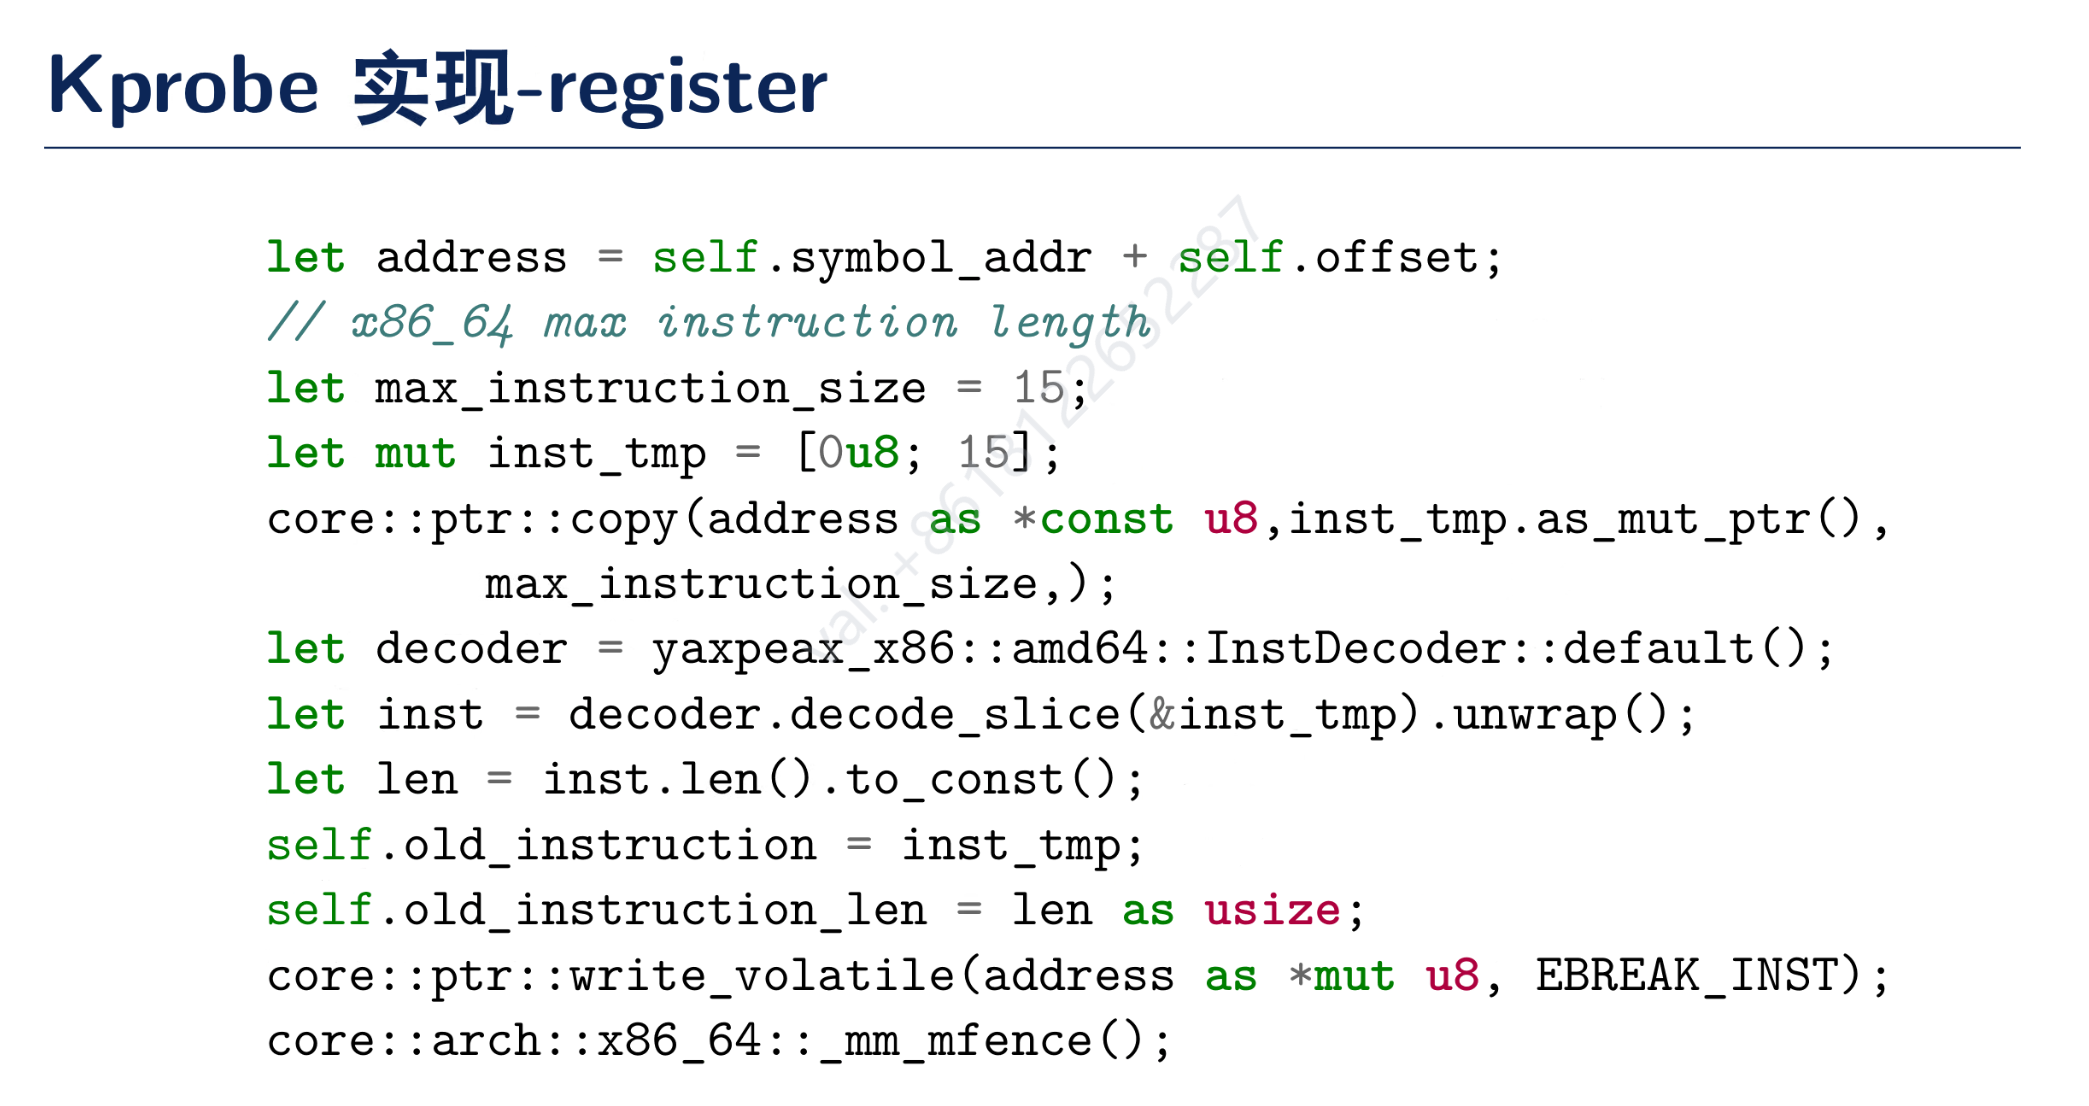 Kprobe 实现-register
let address = self.symbol_addr + self.offset;
// x86_64 max instruction length
let max_instruction_size = 15;
let mut inst_tmp = [0u8; 15];
core::ptr::copy(address as *const u8,inst_tmp.as_mut_ptr(),
max_instruction_size,);
let decoder = yaxpeax_x86::amd64::InstDecoder::default();
let inst = decoder.decode_slice(&inst_tmp).unwrap();
let len = inst.len().to_const();
self.old_instruction = inst_tmp;
self.old_instruction_len = len as usize;
core::ptr::write_volatile(address as *mut u8, EBREAK_INST);
core::arch::x86_64::_mm_mfence();